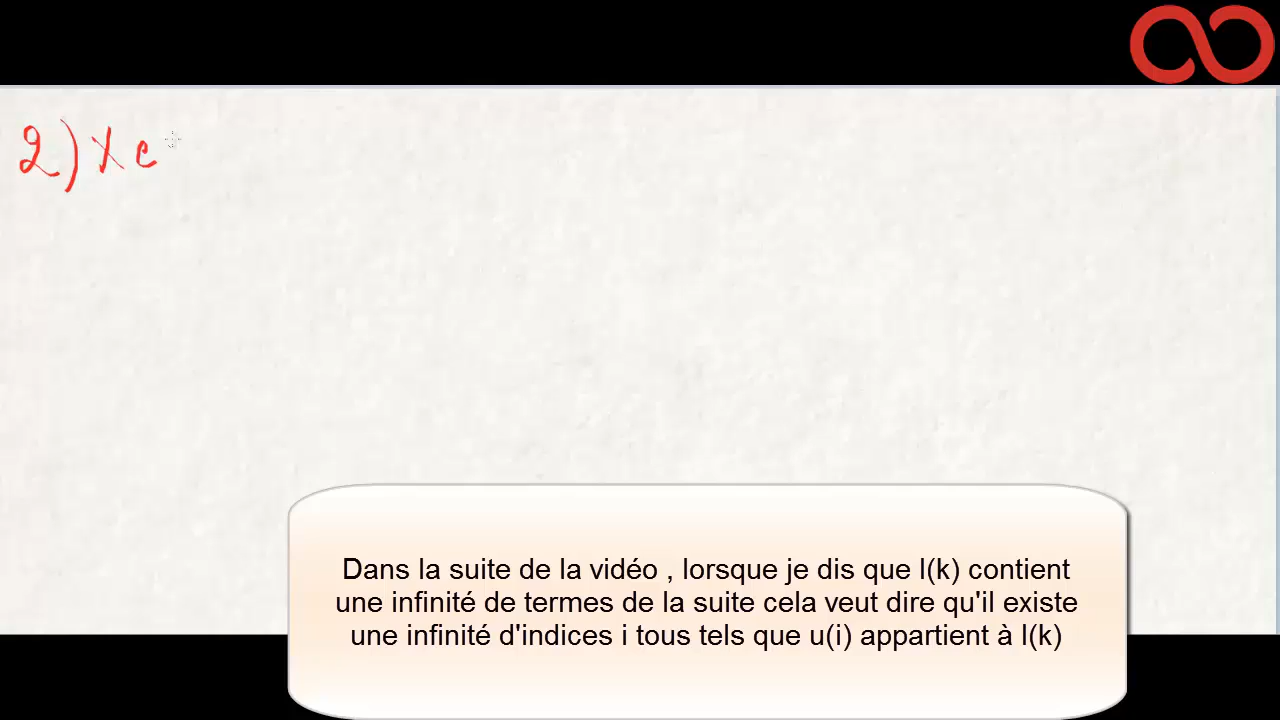 2) X c
Dans la suite de la vidéo , lorsque je dis que I(k) contient
une infinité de termes de la suite cela veut dire qu'il existe
une infinité d'indices i tous tels que u(i) appartient à I(k)